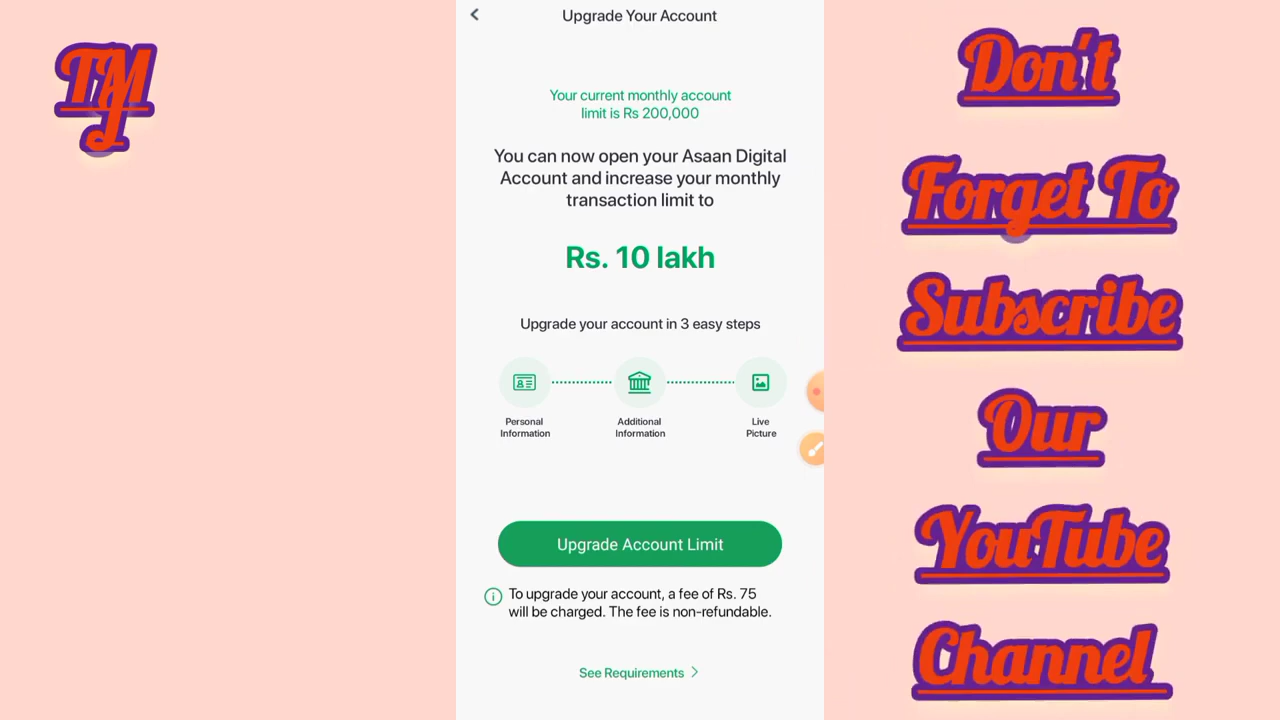 TMJ
Upgrade Your Account
Your current monthly account
limit is Rs 200,000
You can now open your Asaan Digital
Account and increase your monthly
transaction limit to
Rs. 10 lakh
Upgrade your account in 3 easy steps
Personal
Information
Additional
Information
Live
Picture
Upgrade Account Limit
To upgrade your account, a fee of Rs. 75
will be charged. The fee is non-refundable.
See Requirements
Don't
Forget To
Subscribe
Our
YouTube
Channel